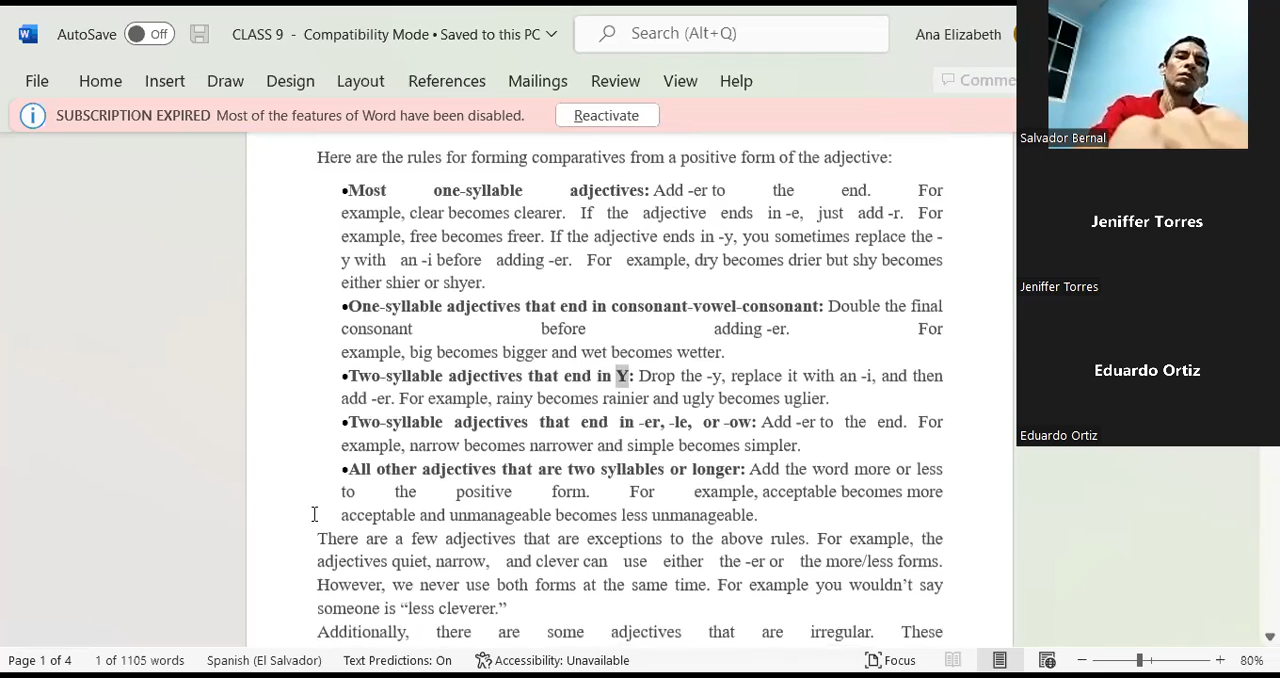 AutoSave Off CLASS 9 - Compatibility Mode • Saved to this PC Search (Alt+Q) Ana Elizabeth
File Home Insert Draw Design Layout References Mailings Review View Help
SUBSCRIPTION EXPIRED Most of the features of Word have been disabled. Reactivate
Here are the rules for forming comparatives from a positive form of the adjective:
•Most one-syllable adjectives: Add -er to the end. For
example, clear becomes clearer. If the adjective ends in -e, just add -r. For
example, free becomes freer. If the adjective ends in -y, you sometimes replace the -
y with an -i before adding -er. For example, dry becomes drier but shy becomes
either shier or shyer.
•One-syllable adjectives that end in consonant-vowel-consonant: Double the final
consonant before adding -er. For
example, big becomes bigger and wet becomes wetter.
•Two-syllable adjectives that end in Y: Drop the -y, replace it with an -i, and then
add -er. For example, rainy becomes rainier and ugly becomes uglier.
•Two-syllable adjectives that end in -er, -le, or -ow: Add -er to the end. For
example, narrow becomes narrower and simple becomes simpler.
•All other adjectives that are two syllables or longer: Add the word more or less
to the positive form. For example, acceptable becomes more
acceptable and unmanageable becomes less unmanageable.
There are a few adjectives that are exceptions to the above rules. For example, the
adjectives quiet, narrow, and clever can use either the -er or the more/less forms.
However, we never use both forms at the same time. For example you wouldn't say
someone is “less cleverer.”
Additionally, there are some adjectives that are irregular. These
Page 1 of 4 1 of 1105 words Spanish (El Salvador) Text Predictions: On Accessibility: Unavailable Focus 80%
Salvador Bernal
Jeniffer Torres
Jeniffer Torres
Eduardo Ortiz
Eduardo Ortiz